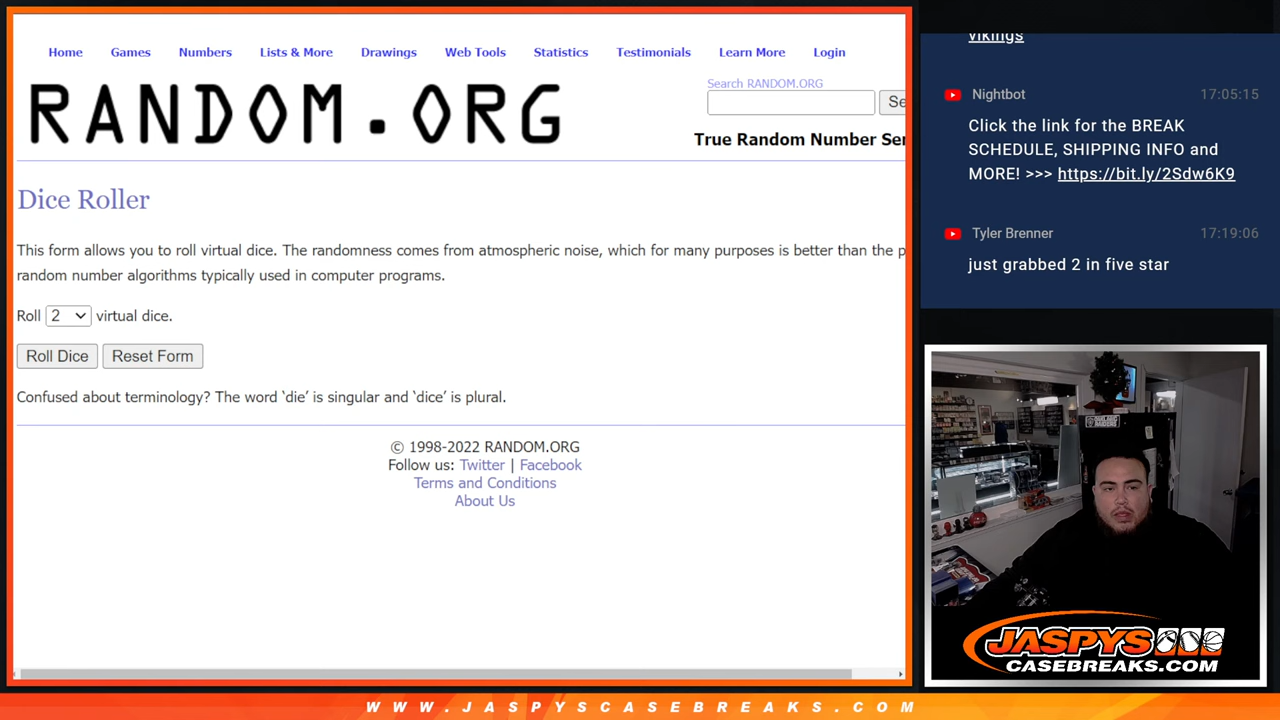 Home Games Numbers Lists & More Drawings Web Tools Statistics Testimonials Learn More Login
RANDOM.ORG
Search RANDOM.ORG
Se
True Random Number Ser
Dice Roller
This form allows you to roll virtual dice. The randomness comes from atmospheric noise, which for many purposes is better than the p
random number algorithms typically used in computer programs.
Roll 2 virtual dice.
Roll Dice Reset Form
Confused about terminology? The word ‘die’ is singular and ‘dice’ is plural.
© 1998-2022 RANDOM.ORG
Follow us: Twitter | Facebook
Terms and Conditions
About Us
vikings
Nightbot 17:05:15
Click the link for the BREAK
SCHEDULE, SHIPPING INFO and
MORE! >>> https://bit.ly/2Sdw6K9
Tyler Brenner 17:19:06
just grabbed 2 in five star
JASPYS
CASEBREAKS.COM
WWW.JASPYSCASEBREAKS.COM